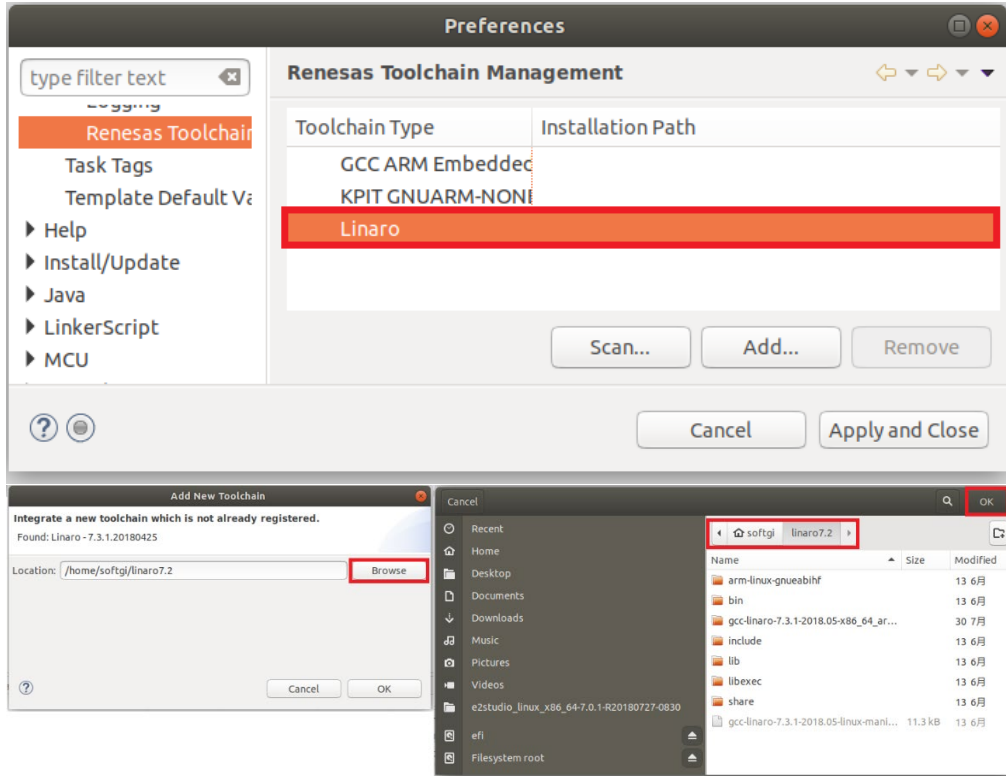 Preferences
type filter text
Renesas Toolchain Management
Logging
Renesas Toolchain
Task Tags
Template Default Va
Help
Install/Update
Java
LinkerScript
MCU
Toolchain Type Installation Path
GCC ARM Embedded
KPIT GNUARM-NONE
Linaro
Scan... Add... Remove
Cancel Apply and Close
Add New Toolchain
Integrate a new toolchain which is not already registered.
Found: Linaro - 7.3.1.20180425
Location: /home/softgi/linaro7.2 Browse
Cancel OK
Cancel OK
Recent
Home
Desktop
Documents
Downloads
Music
Pictures
Videos
e2studio_linux_x86_64-7.0.1-R20180727-0830
efi
Filesystem root
softgi linaro7.2
Name Size Modified
arm-linux-gnueabihf 13 6月
bin 13 6月
gcc-linaro-7.3.1-2018.05-x86_64_ar... 30 7月
include 13 6月
lib 13 6月
libexec 13 6月
share 13 6月
gcc-linaro-7.3.1-2018.05-linux-mani... 11.3 kB 13 6月